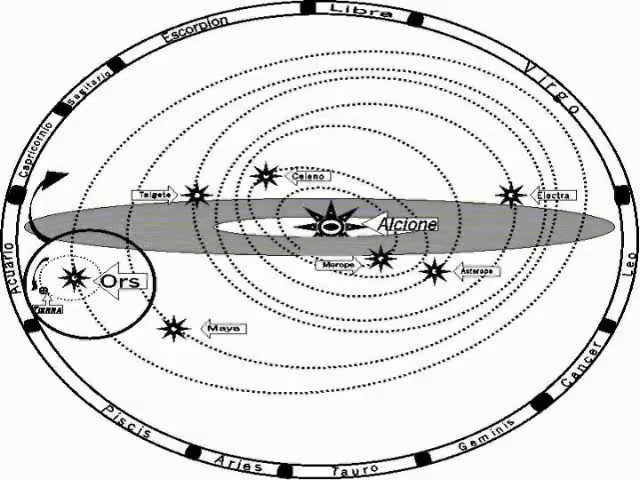 Libra
Escorpion
Virgo
Sagitario
Capricornio
Celeno
Taigeta
Electra
Alcione
Acuario
Leo
Merope
Asterope
Ors
TIERRA
Maya
Cancer
Piscis
Geminis
Aries
Tauro